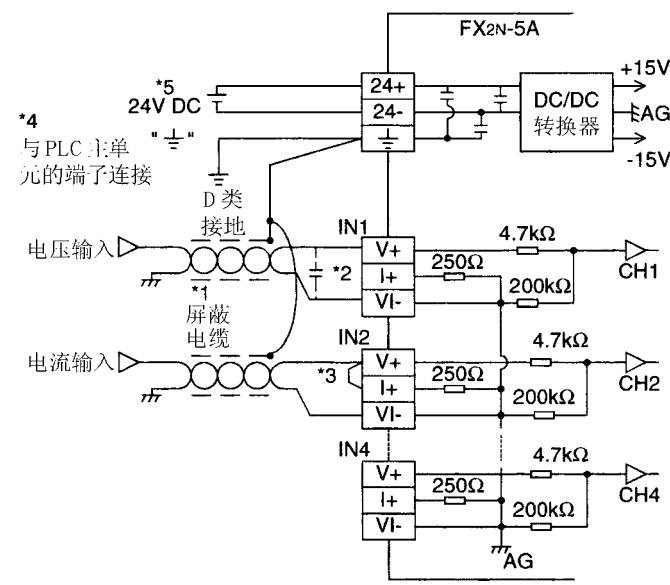 FX2N-5A
*5
24V DC
24+
24-
+15V
DC/DC
转换器
AG
-15V
*4
" ⏚ "
与PLC 主单
元的端子连接
D 类
接地
电压输入
IN1
V+
I+
VI-
4.7kΩ
250Ω
200kΩ
CH1
*2
*1
屏蔽
电缆
电流输入
IN2
*3
V+
I+
VI-
4.7kΩ
250Ω
200kΩ
CH2
IN4
V+
I+
VI-
4.7kΩ
250Ω
200kΩ
CH4
AG